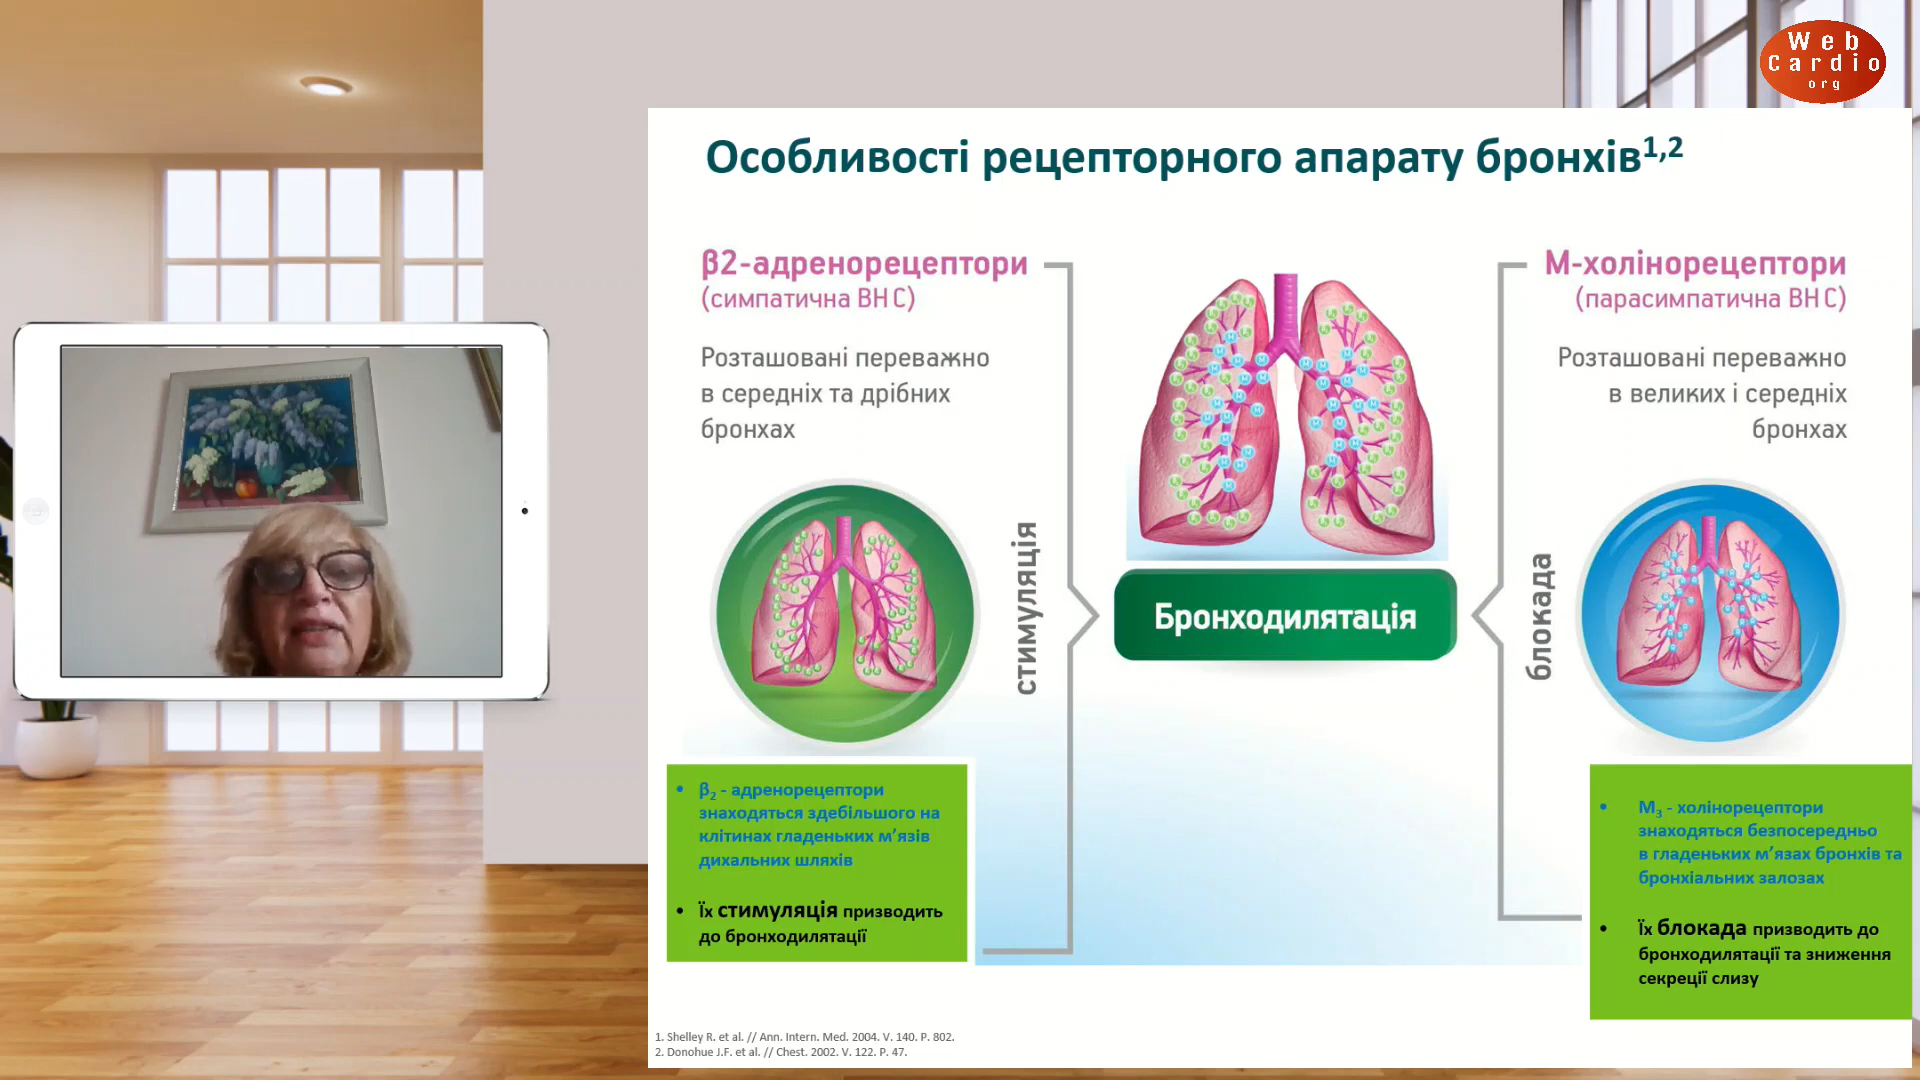 Web
Cardio
org
Особливості рецепторного апарату бронхів1,2
β2-адренорецептори
(симпатична ВНС)
Розташовані переважно
в середніх та дрібних
бронхах
М-холінорецептори
(парасимпатична ВНС)
Розташовані переважно
в великих і середніх
бронхах
стимуляція
Бронходилятація
блокада
• β2 - адренорецептори
знаходяться здебільшого на
клітинах гладеньких м’язів
дихальних шляхів
• Їх стимуляція призводить
до бронходилятації
• М3 - холінорецептори
знаходяться безпосередньо
в гладеньких м’язах бронхів та
бронхіальних залозах
• Їх блокада призводить до
бронходилятації та зниження
секреції слизу
1. Shelley R. et al. // Ann. Intern. Med. 2004. V. 140. P. 802.
2. Donohue J.F. et al. // Chest. 2002. V. 122. P. 47.